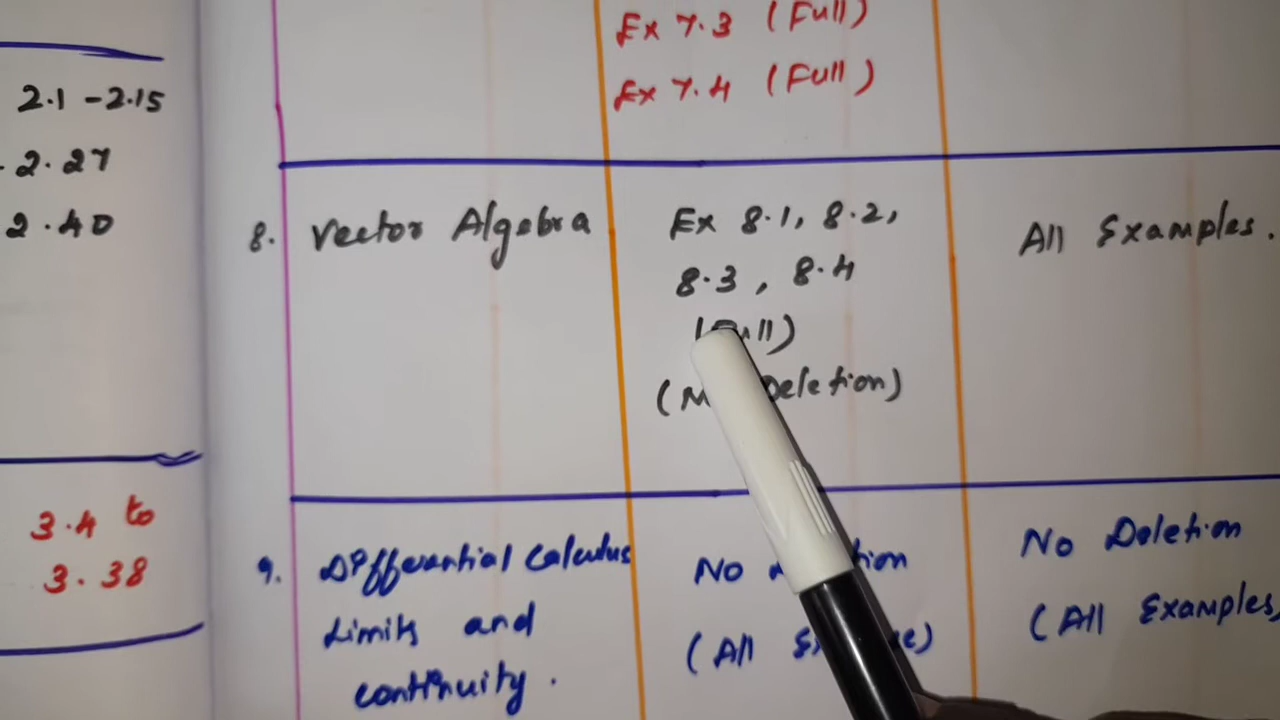 2.1 - 2.15
2.27
2.40
3.4 to
3.38
Ex 7.3 (Full)
Ex 7.4 (Full)
8. Vector Algebra
Ex 8.1, 8.2,
8.3, 8.4
(Full)
Deletion)
All Examples.
9. Differential Calculus
Limits and
continuity.
No
(All
No Deletion
(All Examples,